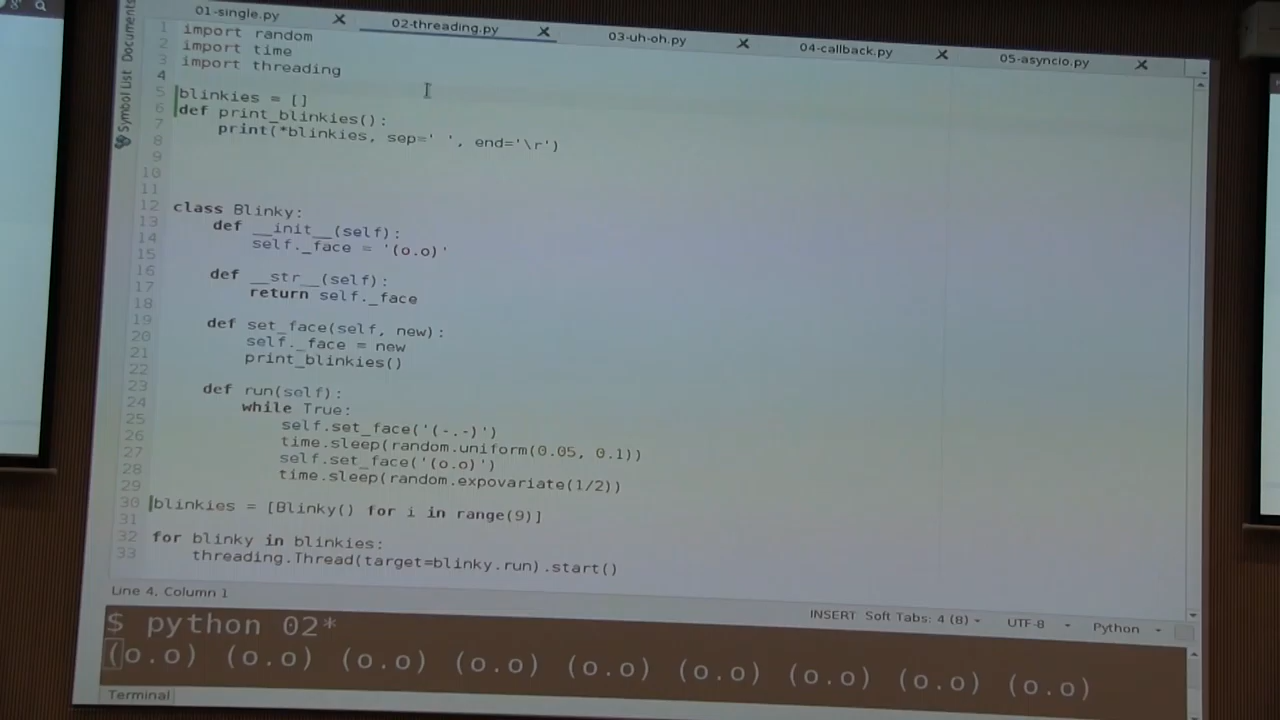 01-single.py
02-threading.py
03-uh-oh.py
04-callback.py
05-asyncio.py
Documents
Symbol List
1 import random
2 import time
3 import threading
4
5 blinkies = []
6 def print_blinkies():
7 print(*blinkies, sep=' ', end='\r')
8
9
10
11
12 class Blinky:
13 def __init__(self):
14 self._face = '(o.o)'
15
16 def __str__(self):
17 return self._face
18
19 def set_face(self, new):
20 self._face = new
21 print_blinkies()
22
23 def run(self):
24 while True:
25 self.set_face('(-.-)')
26 time.sleep(random.uniform(0.05, 0.1))
27 self.set_face('(o.o)')
28 time.sleep(random.expovariate(1/2))
29
30 blinkies = [Blinky() for i in range(9)]
31
32 for blinky in blinkies:
33 threading.Thread(target=blinky.run).start()
Line 4, Column 1
INSERT Soft Tabs: 4 (8) UTF-8 Python
$ python 02*
(o.o) (o.o) (o.o) (o.o) (o.o) (o.o) (o.o) (o.o) (o.o)
Terminal